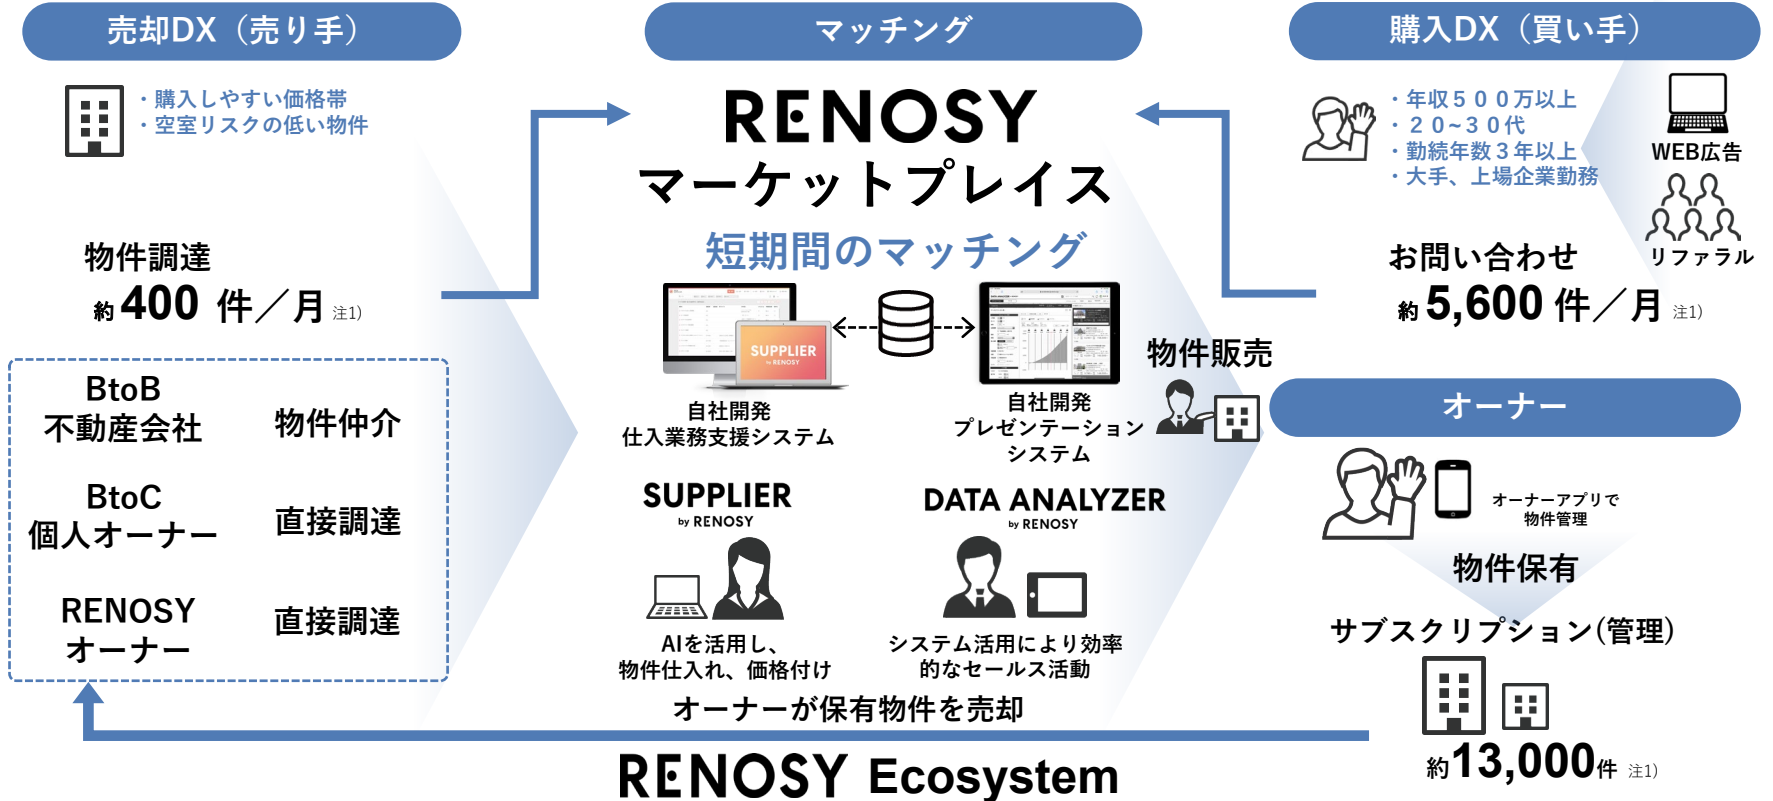 売却DX（売り手）
・購入しやすい価格帯
・空室リスクの低い物件
物件調達
約400 件／月 注1)
BtoB
不動産会社
物件仲介
BtoC
個人オーナー
直接調達
RENOSY
オーナー
直接調達
マッチング
RENOSY
マーケットプレイス
短期間のマッチング
SUPPLIER
by RENOSY
自社開発
仕入業務支援システム
自社開発
プレゼンテーション
システム
SUPPLIER
by RENOSY
DATA ANALYZER
by RENOSY
AIを活用し、
物件仕入れ、価格付け
システム活用により効率
的なセールス活動
オーナーが保有物件を売却
RENOSY Ecosystem
物件販売
購入DX（買い手）
・年収５００万以上
・２０~３０代
・勤続年数３年以上
・大手、上場企業勤務
WEB広告
リファラル
お問い合わせ
約5,600 件／月 注1)
オーナー
オーナーアプリで
物件管理
物件保有
サブスクリプション(管理)
約13,000件 注1)